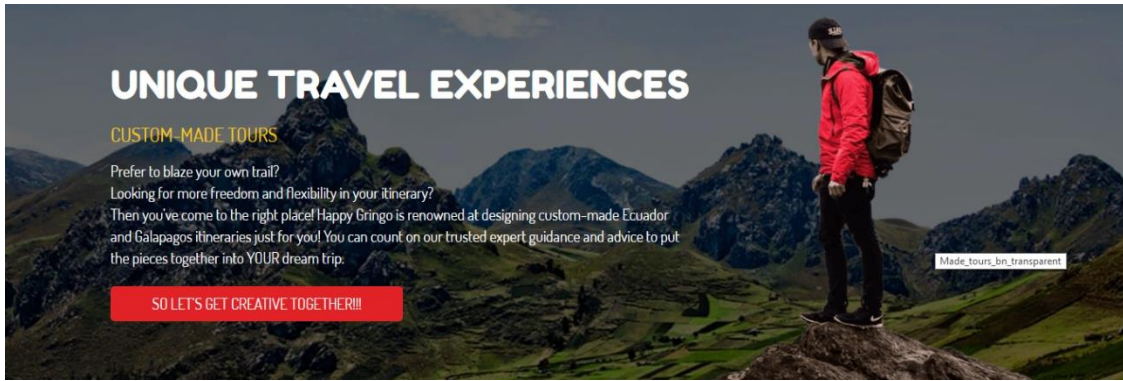 UNIQUE TRAVEL EXPERIENCES
CUSTOM-MADE TOURS
Prefer to blaze your own trail?
Looking for more freedom and flexibility in your itinerary?
Then you've come to the right place! Happy Gringo is renowned at designing custom-made Ecuador
and Galapagos itineraries just for you! You can count on our trusted expert guidance and advice to put
the pieces together into YOUR dream trip.
Made_tours_bn_transparent
SO LET'S GET CREATIVE TOGETHER!!!